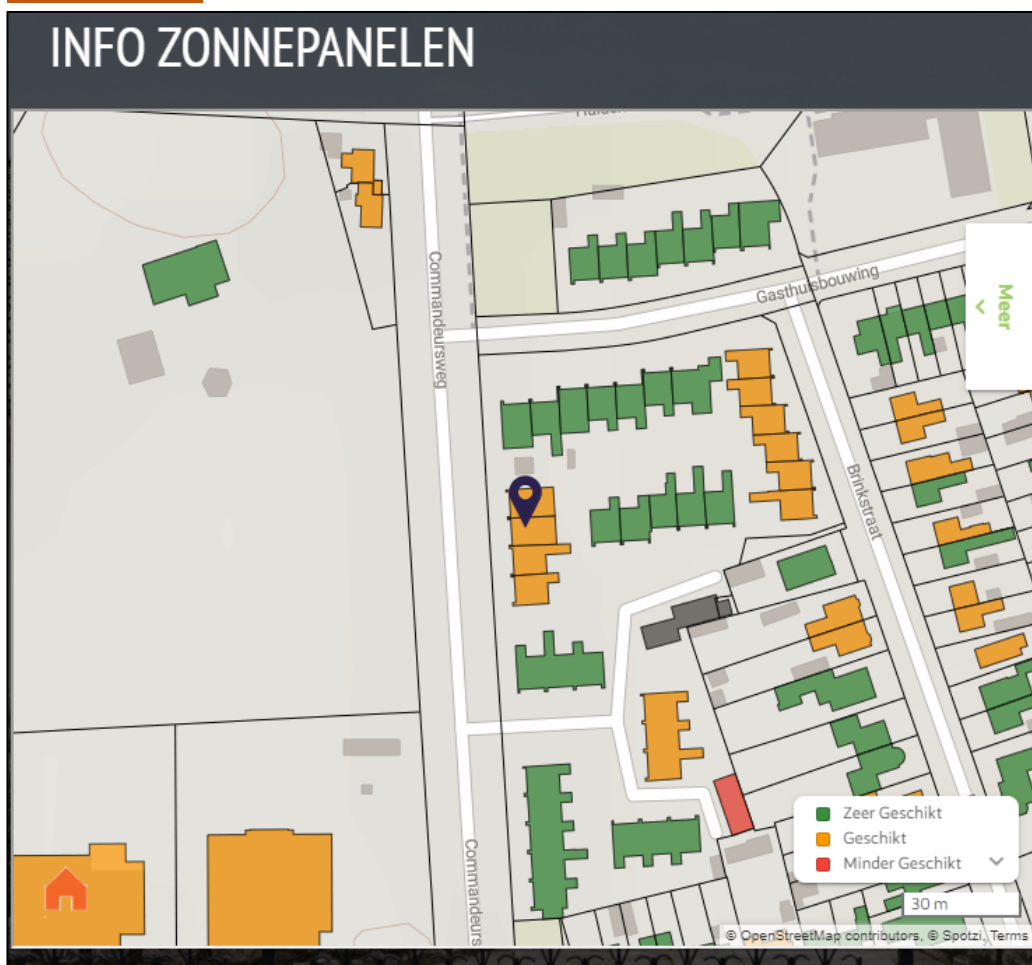 INFO ZONNEPANELEN
Commandeursweg
Gasthuisbouwing
Meer
Brinkstraat
Zeer Geschikt
Geschikt
Minder Geschikt
Commandeurs
30 m
© OpenStreetMap contributors, © Spotzi, Terms